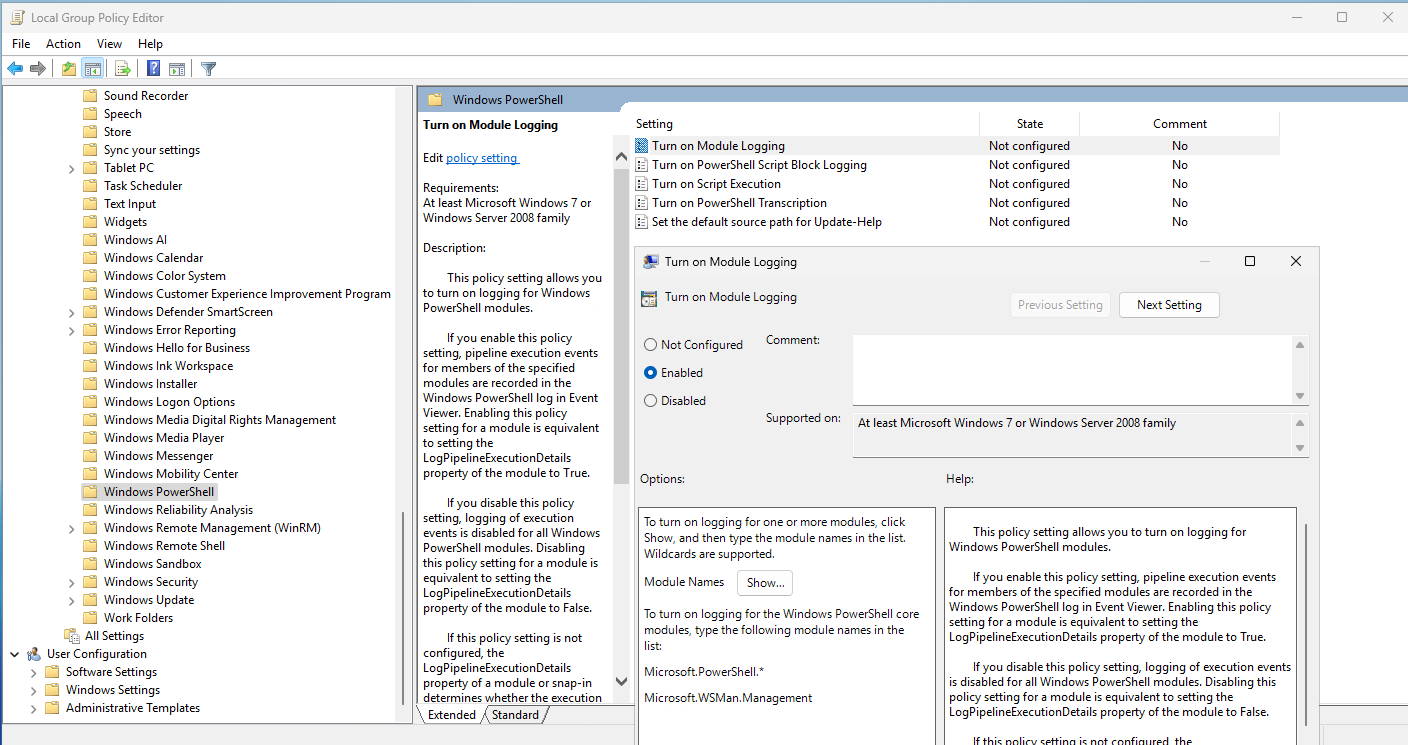 Local Group Policy Editor
File Action View Help
Sound Recorder
Speech
Store
Sync your settings
Tablet PC
Task Scheduler
Text Input
Widgets
Windows AI
Windows Calendar
Windows Color System
Windows Customer Experience Improvement Program
Windows Defender SmartScreen
Windows Error Reporting
Windows Hello for Business
Windows Ink Workspace
Windows Installer
Windows Logon Options
Windows Media Digital Rights Management
Windows Media Player
Windows Messenger
Windows Mobility Center
Windows PowerShell
Windows Reliability Analysis
Windows Remote Management (WinRM)
Windows Remote Shell
Windows Sandbox
Windows Security
Windows Update
Work Folders
All Settings
User Configuration
Software Settings
Windows Settings
Administrative Templates
Windows PowerShell
Turn on Module Logging
Edit policy setting
Requirements:
At least Microsoft Windows 7 or
Windows Server 2008 family
Description:
This policy setting allows you
to turn on logging for Windows
PowerShell modules.
If you enable this policy
setting, pipeline execution events
for members of the specified
modules are recorded in the
Windows PowerShell log in Event
Viewer. Enabling this policy
setting for a module is equivalent
to setting the
LogPipelineExecutionDetails
property of the module to True.
If you disable this policy
setting, logging of execution
events is disabled for all Windows
PowerShell modules. Disabling
this policy setting for a module is
equivalent to setting the
LogPipelineExecutionDetails
property of the module to False.
If this policy setting is not
configured, the
LogPipelineExecutionDetails
property of a module or snap-in
determines whether the execution
Extended Standard
Setting State Comment
Turn on Module Logging Not configured No
Turn on PowerShell Script Block Logging Not configured No
Turn on Script Execution Not configured No
Turn on PowerShell Transcription Not configured No
Set the default source path for Update-Help Not configured No
Turn on Module Logging
Turn on Module Logging
Previous Setting Next Setting
Not Configured
Enabled
Disabled
Comment:
Supported on:
At least Microsoft Windows 7 or Windows Server 2008 family
Options:
Help:
To turn on logging for one or more modules, click
Show, and then type the module names in the list.
Wildcards are supported.
Module Names Show...
To turn on logging for the Windows PowerShell core
modules, type the following module names in the
list:
Microsoft.PowerShell.*
Microsoft.WSMan.Management
This policy setting allows you to turn on logging for
Windows PowerShell modules.
If you enable this policy setting, pipeline execution events
for members of the specified modules are recorded in the
Windows PowerShell log in Event Viewer. Enabling this policy
setting for a module is equivalent to setting the
LogPipelineExecutionDetails property of the module to True.
If you disable this policy setting, logging of execution events
is disabled for all Windows PowerShell modules. Disabling this
policy setting for a module is equivalent to setting the
LogPipelineExecutionDetails property of the module to False.
If this policy setting is not configured, the